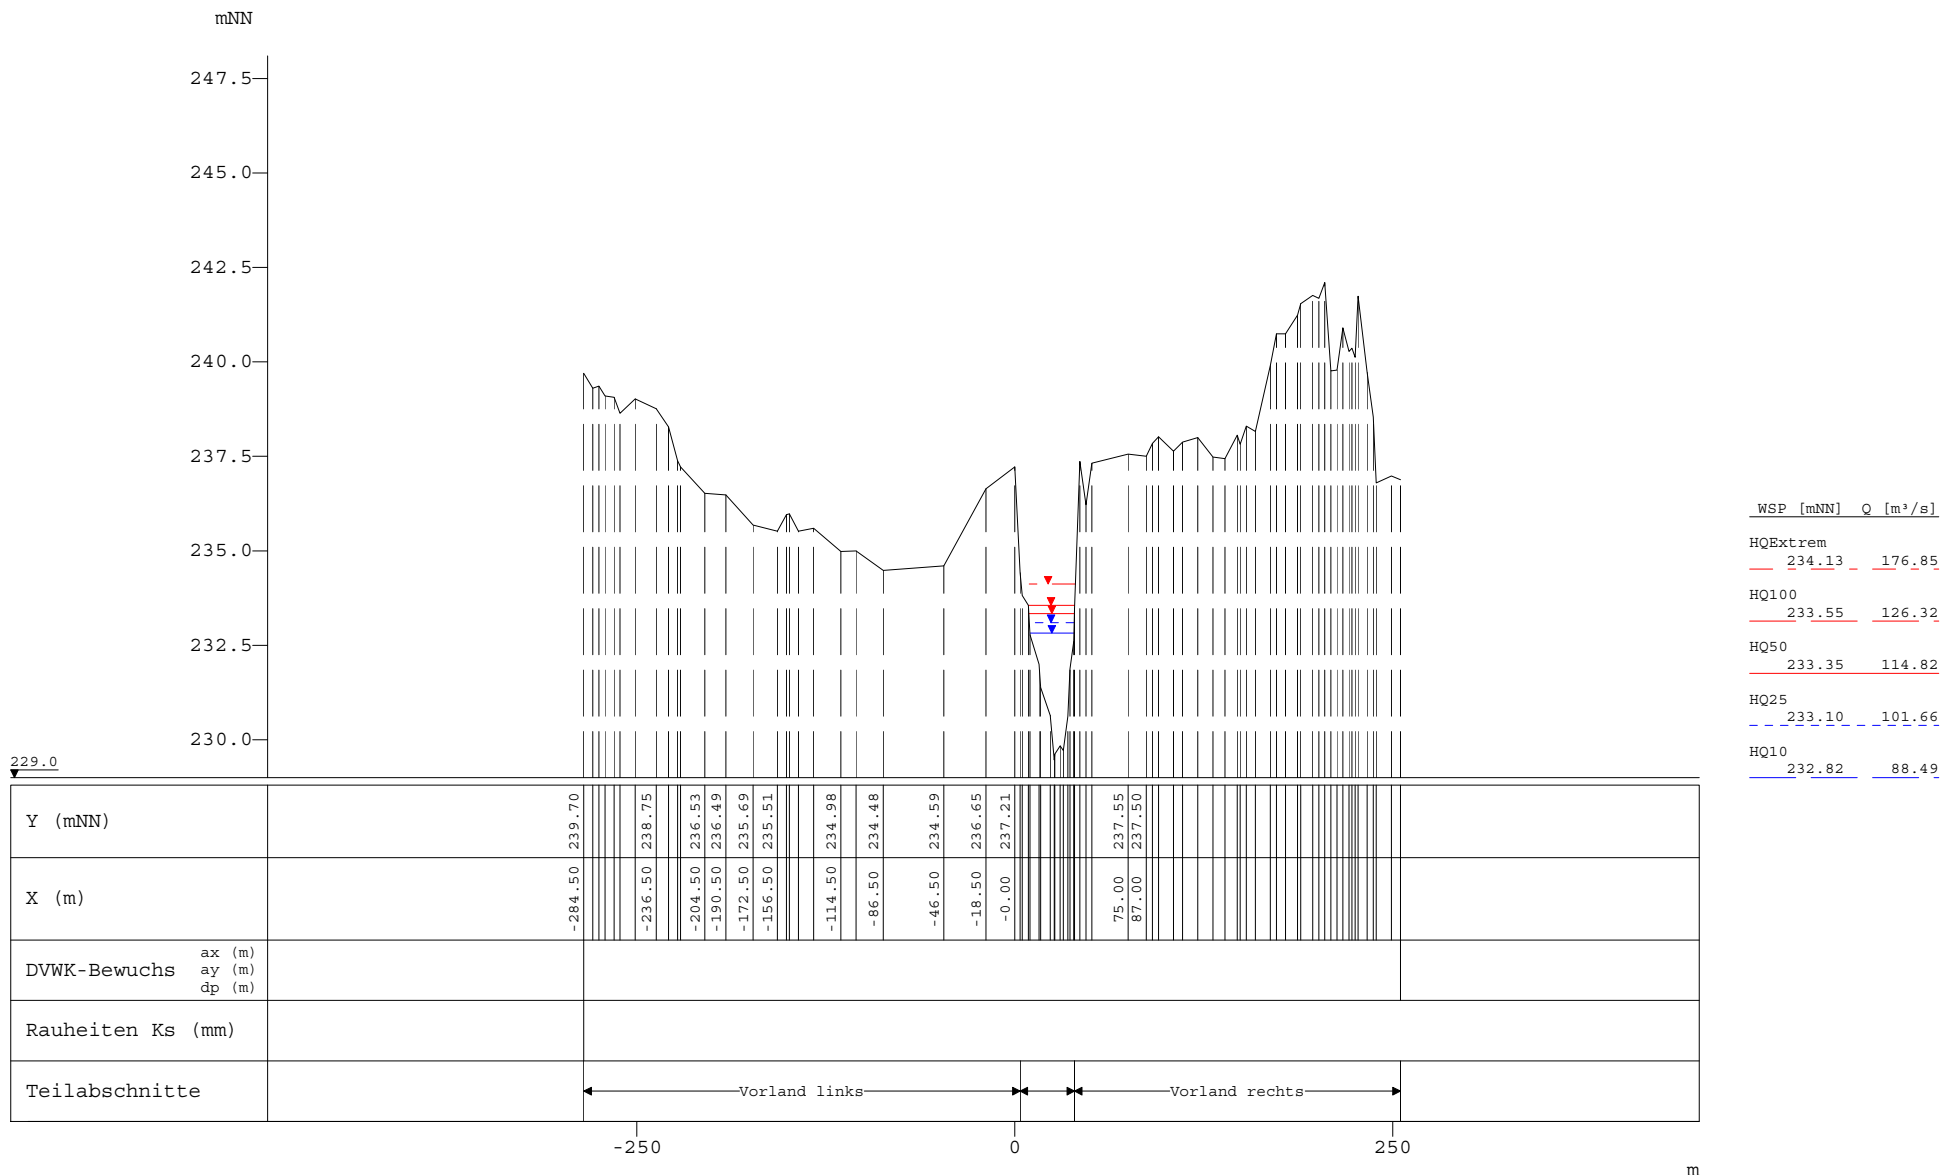 mNN
247.5
245.0
242.5
240.0
237.5
235.0
232.5
230.0
229.0
WSP [mNN] Q [m³/s]
HQExtrem
234.13 176.85
HQ100
233.55 126.32
HQ50
233.35 114.82
HQ25
233.10 101.66
HQ10
232.82 88.49
Y (mNN)
239.70 238.75 236.53 236.49 235.69 235.51 234.98 234.48 234.59 236.65 237.21 237.55 237.50
X (m)
-284.50 -236.50 -204.50 -190.50 -172.50 -156.50 -114.50 -86.50 -46.50 -18.50 -0.00 75.00 87.00
DVWK-Bewuchs
ax (m)
ay (m)
dp (m)
Rauheiten Ks (mm)
Teilabschnitte
Vorland links
Vorland rechts
-250 0 250
m